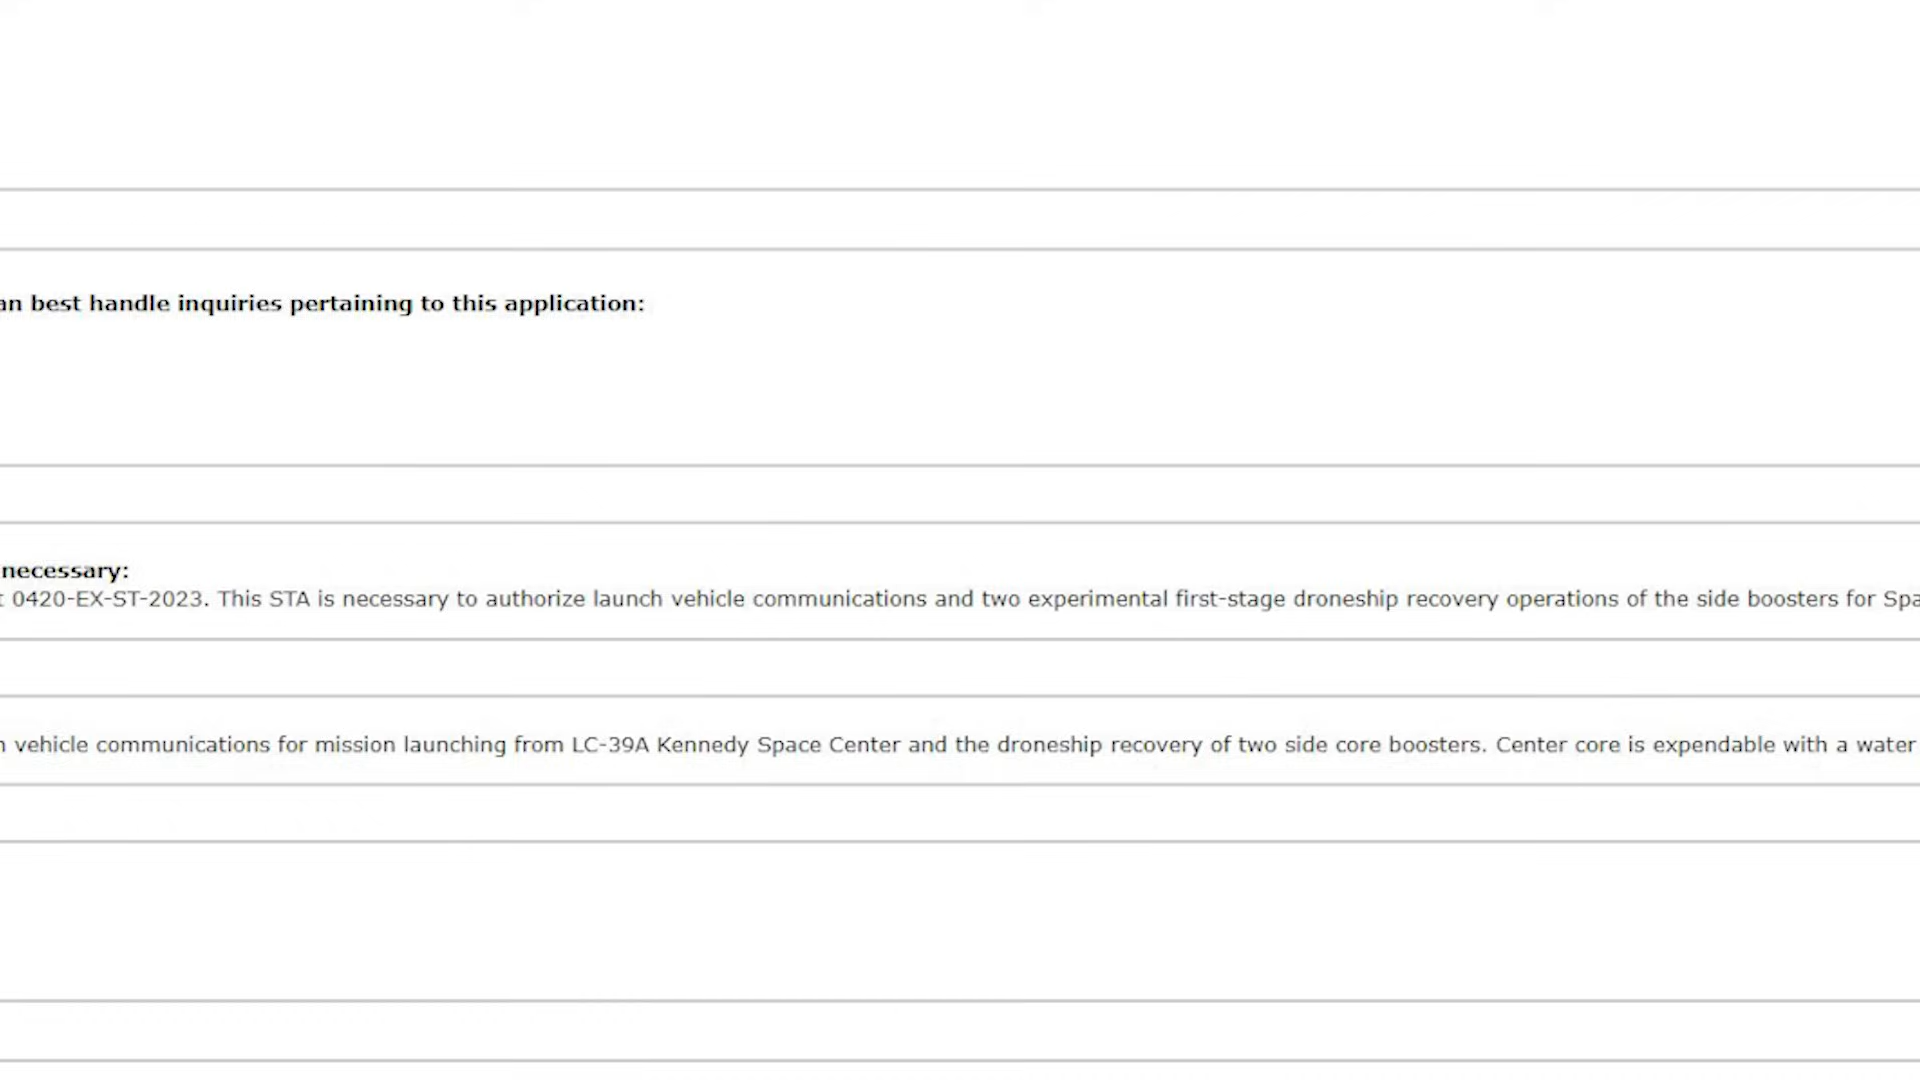 an best handle inquiries pertaining to this application:
necessary:
0420-EX-ST-2023. This STA is necessary to authorize launch vehicle communications and two experimental first-stage droneship recovery operations of the side boosters for Spa
vehicle communications for mission launching from LC-39A Kennedy Space Center and the droneship recovery of two side core boosters. Center core is expendable with a water